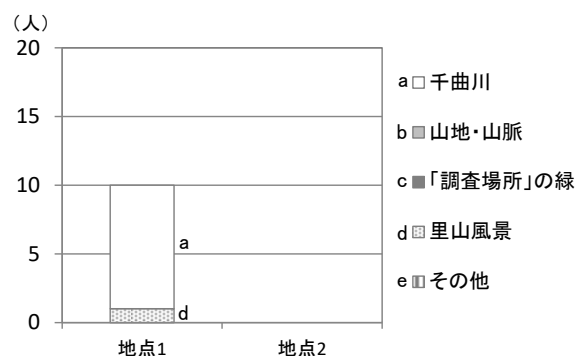 (人)
20
15
10
5
0
a
d
地点1
地点2
a 千曲川
b 山地・山脈
c 「調査場所」の緑
d 里山風景
e その他